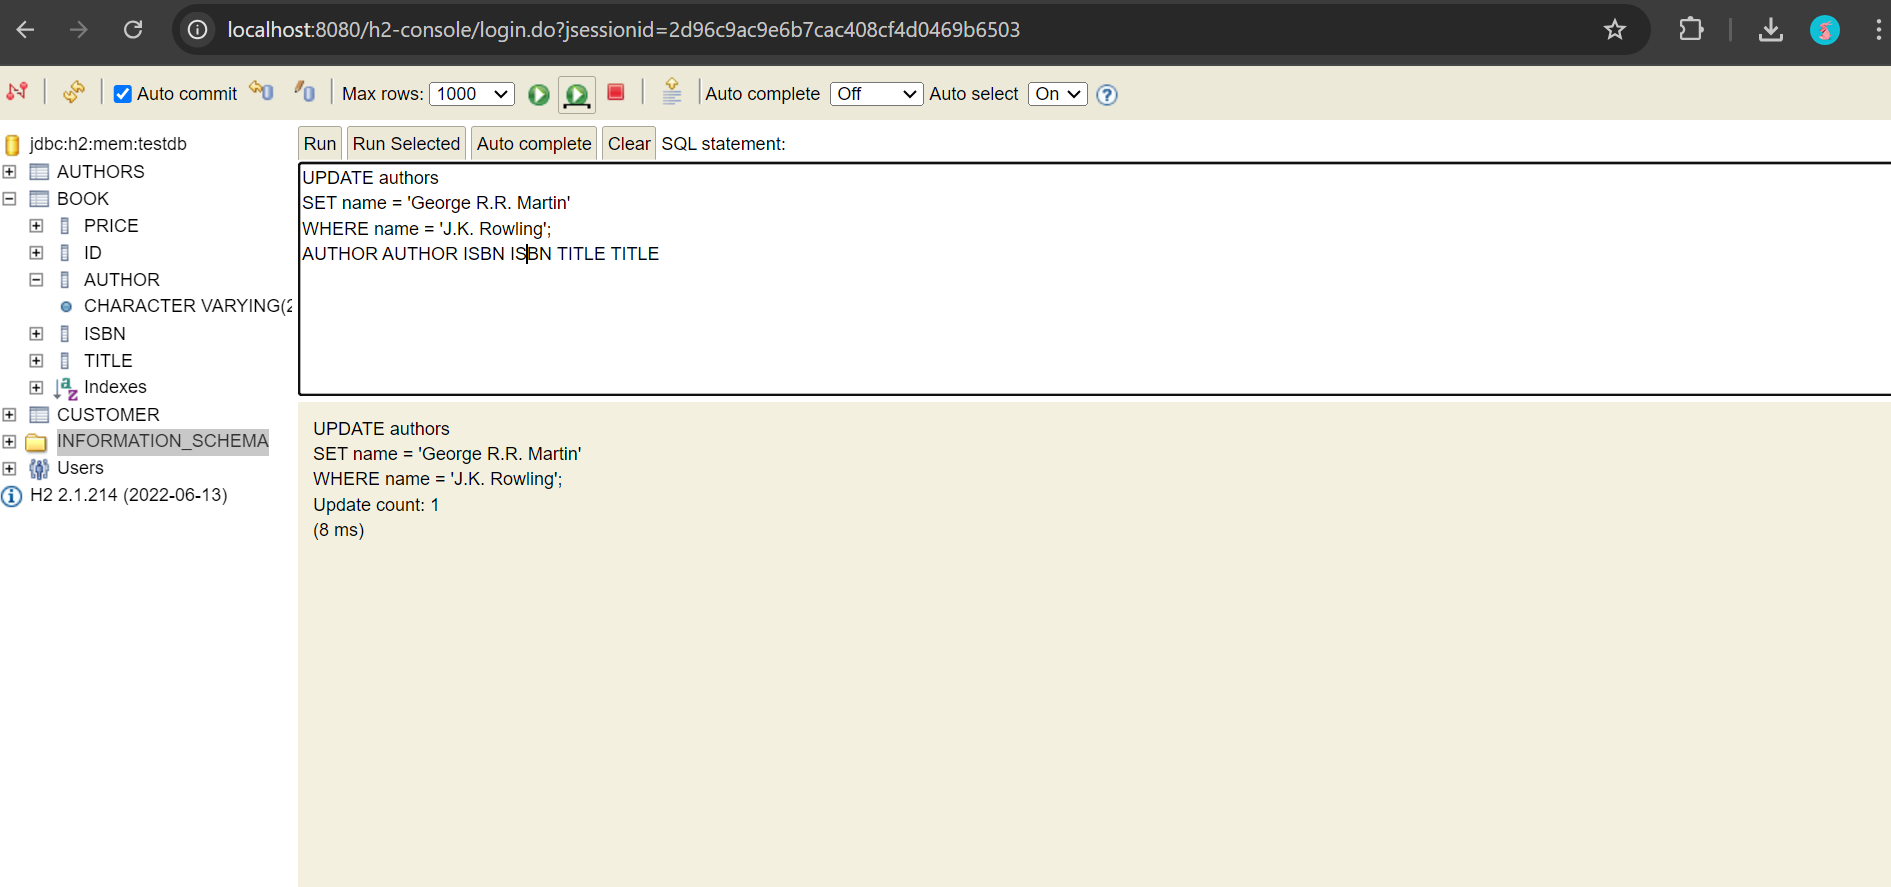 localhost:8080/h2-console/login.do?jsessionid=2d96c9ac9e6b7cac408cf4d0469b6503
Auto commit Max rows: 1000 Auto complete Off Auto select On ?
jdbc:h2:mem:testdb
AUTHORS
BOOK
PRICE
ID
AUTHOR
CHARACTER VARYING(2
ISBN
TITLE
Indexes
CUSTOMER
INFORMATION_SCHEMA
Users
H2 2.1.214 (2022-06-13)
Run Run Selected Auto complete Clear SQL statement:
UPDATE authors
SET name = 'George R.R. Martin'
WHERE name = 'J.K. Rowling';
AUTHOR AUTHOR ISBN ISBN TITLE TITLE
UPDATE authors
SET name = 'George R.R. Martin'
WHERE name = 'J.K. Rowling';
Update count: 1
(8 ms)